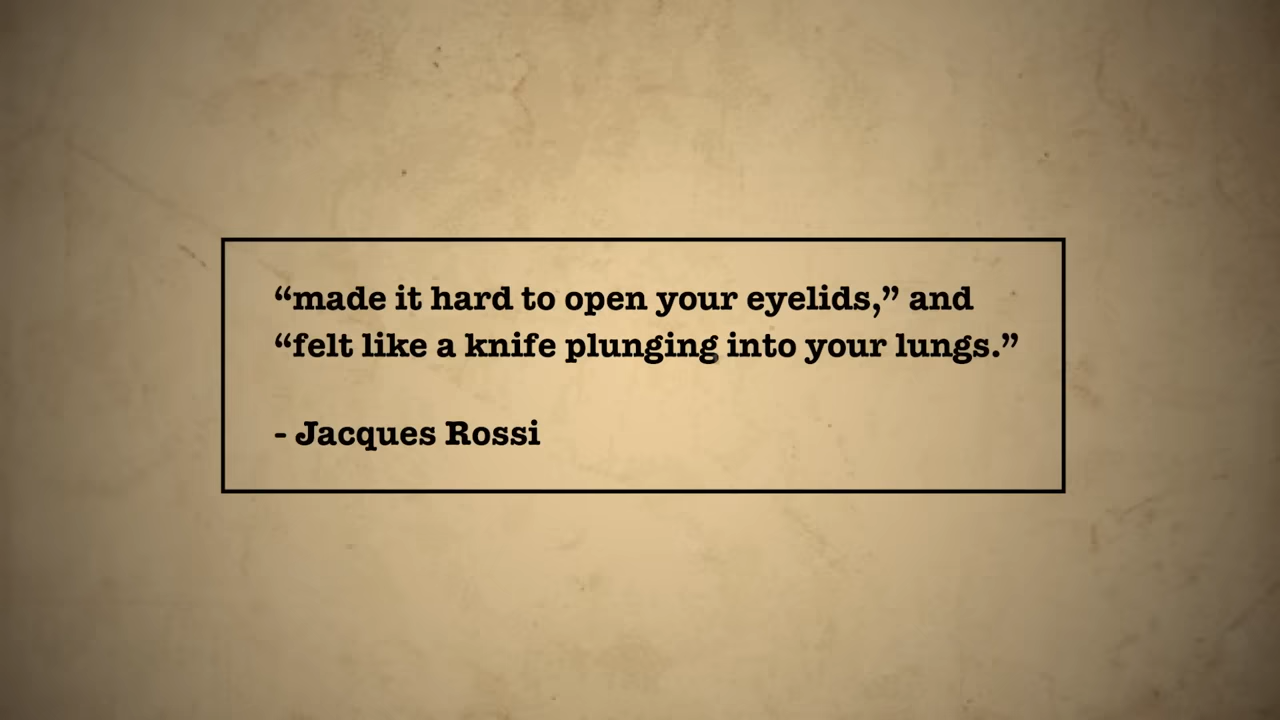 “made it hard to open your eyelids,” and
“felt like a knife plunging into your lungs.”
- Jacques Rossi